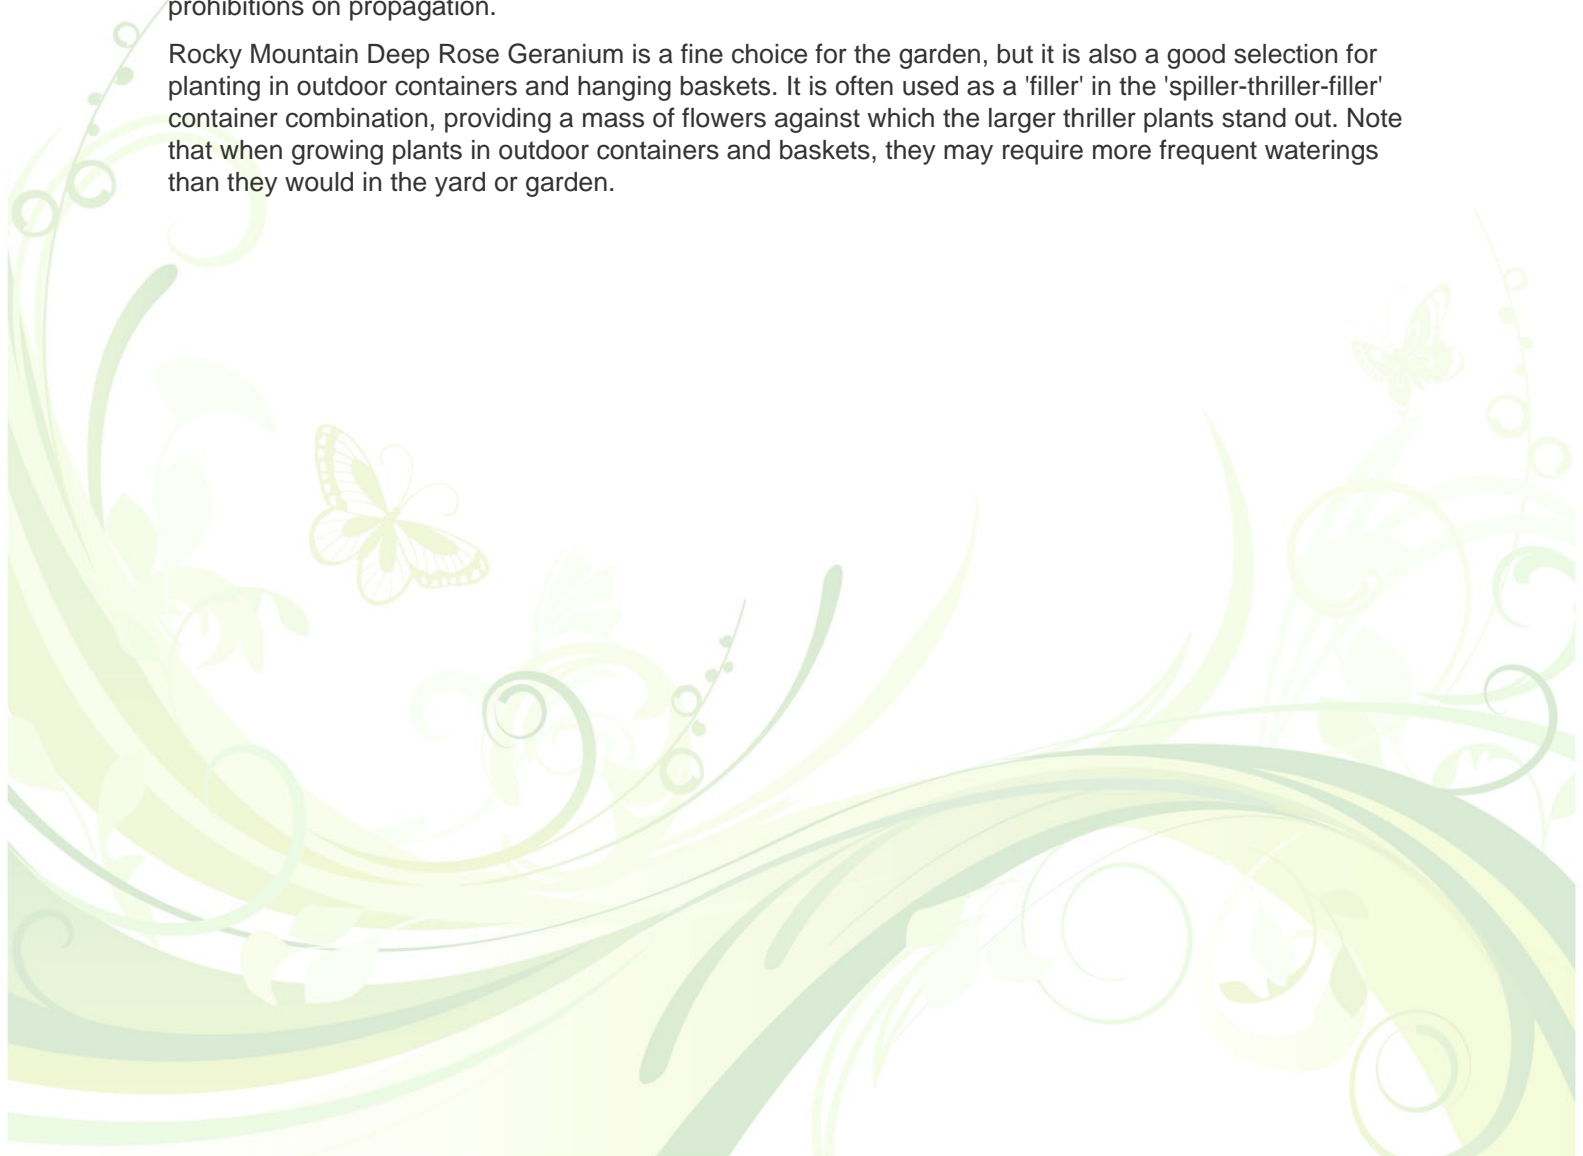 prohibitions on propagation.
Rocky Mountain Deep Rose Geranium is a fine choice for the garden, but it is also a good selection for
planting in outdoor containers and hanging baskets. It is often used as a 'filler' in the 'spiller-thriller-filler'
container combination, providing a mass of flowers against which the larger thriller plants stand out. Note
that when growing plants in outdoor containers and baskets, they may require more frequent waterings
than they would in the yard or garden.